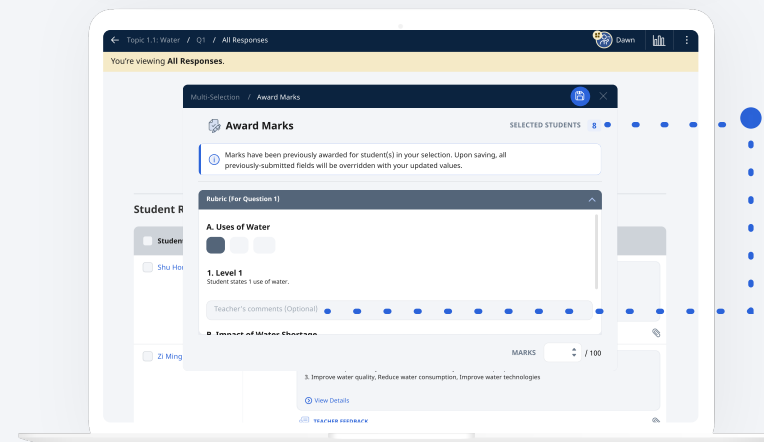 Topic 1.1: Water / Q1 / All Responses
Dawn
You're viewing All Responses.
Multi-Selection / Award Marks
Award Marks
SELECTED STUDENTS 8
Marks have been previously awarded for student(s) in your selection. Upon saving, all
previously-submitted fields will be overridden with your updated values.
Rubric (For Question 1)
Student R
A. Uses of Water
Student
Shu Ho
1. Level 1
Student states 1 use of water.
Teacher's comments (Optional)
B. Impact of Water Shortage
MARKS / 100
Zi Ming
3. Improve water quality, Reduce water consumption, Improve water technologies
View Details
TEACHER FEEDBACK